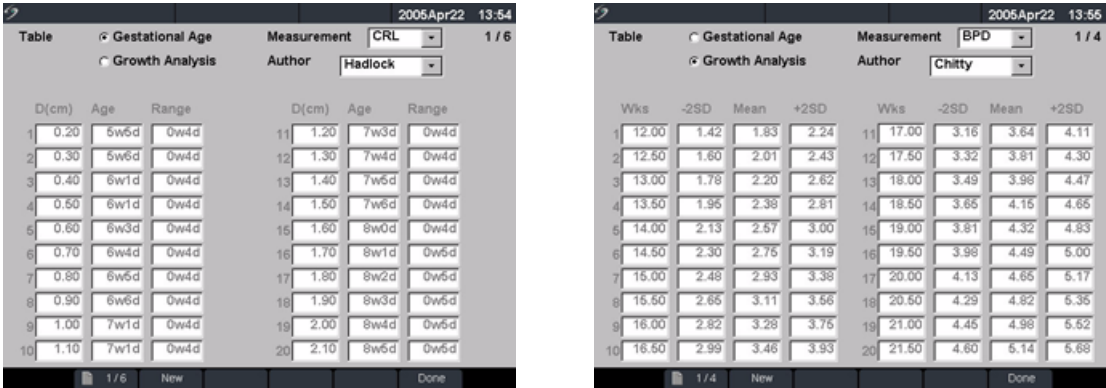 2005Apr22 13:54
Table Gestational Age Measurement CRL 1 / 6
Growth Analysis Author Hadlock
D(cm) Age Range D(cm) Age Range
1 0.20 5w5d 0w4d 11 1.20 7w3d 0w4d
2 0.30 5w6d 0w4d 12 1.30 7w4d 0w4d
3 0.40 6w1d 0w4d 13 1.40 7w5d 0w4d
4 0.50 6w1d 0w4d 14 1.50 7w6d 0w4d
5 0.60 6w3d 0w4d 15 1.60 8w0d 0w4d
6 0.70 6w4d 0w4d 16 1.70 8w1d 0w5d
7 0.80 6w5d 0w4d 17 1.80 8w2d 0w5d
8 0.90 6w6d 0w4d 18 1.90 8w3d 0w5d
9 1.00 7w1d 0w4d 19 2.00 8w4d 0w5d
10 1.10 7w1d 0w4d 20 2.10 8w5d 0w5d
1/6 New Done
2005Apr22 13:55
Table Gestational Age Measurement BPD 1 / 4
Growth Analysis Author Chitty
Wks -2SD Mean +2SD Wks -2SD Mean +2SD
1 12.00 1.42 1.83 2.24 11 17.00 3.16 3.64 4.11
2 12.50 1.60 2.01 2.43 12 17.50 3.32 3.81 4.30
3 13.00 1.78 2.20 2.62 13 18.00 3.49 3.98 4.47
4 13.50 1.95 2.38 2.81 14 18.50 3.65 4.15 4.65
5 14.00 2.13 2.57 3.00 15 19.00 3.81 4.32 4.83
6 14.50 2.30 2.75 3.19 16 19.50 3.98 4.49 5.00
7 15.00 2.48 2.93 3.38 17 20.00 4.13 4.65 5.17
8 15.50 2.65 3.11 3.56 18 20.50 4.29 4.82 5.35
9 16.00 2.82 3.28 3.75 19 21.00 4.45 4.98 5.52
10 16.50 2.99 3.46 3.93 20 21.50 4.60 5.14 5.68
1/4 New Done